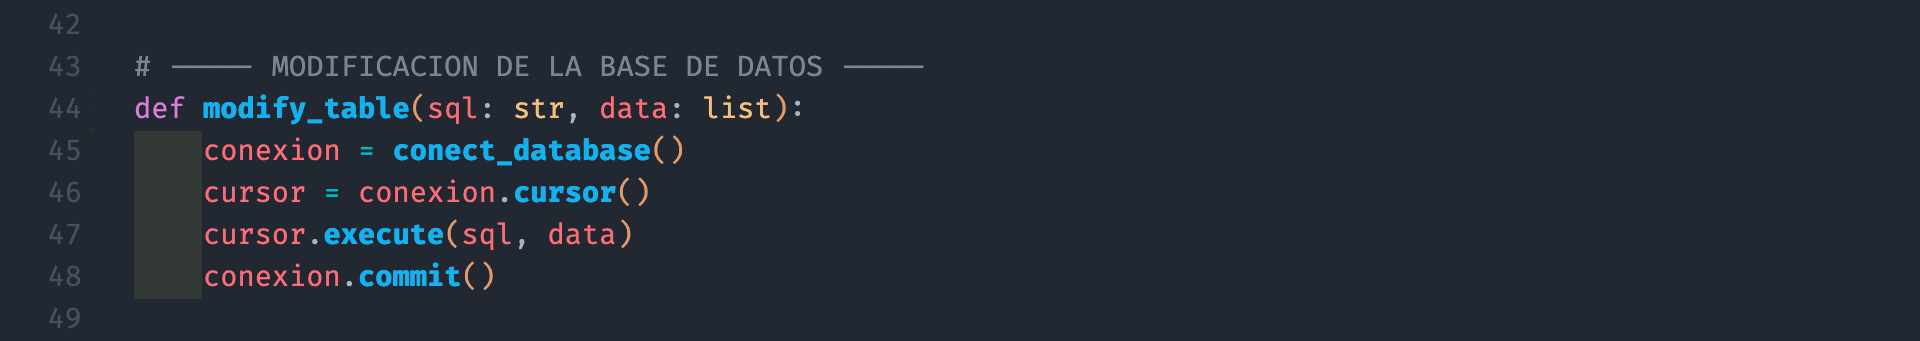 42
43 # ----- MODIFICACION DE LA BASE DE DATOS -----
44 def modify_table(sql: str, data: list):
45     conexion = conect_database()
46     cursor = conexion.cursor()
47     cursor.execute(sql, data)
48     conexion.commit()
49